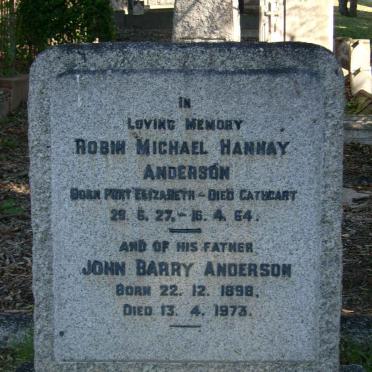 IN
LOVING MEMORY
ROBIN MICHAEL HANNAY
ANDERSON
BORN PORT ELIZABETH - DIED CATHCART
29. 6. 27. - 16. 4. 64.
AND OF HIS FATHER
JOHN BARRY ANDERSON
BORN 22. 12. 1898.
DIED 13. 4. 1973.